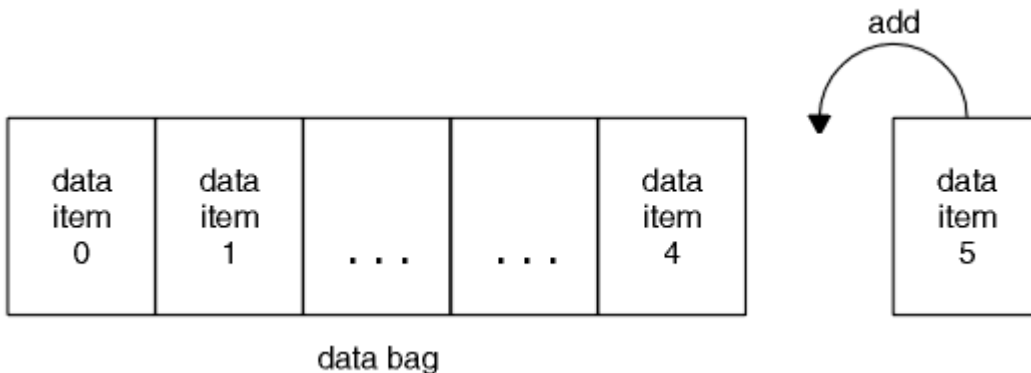 add
data
item
0
data
item
1
. . .
. . .
data
item
4
data
item
5
data bag